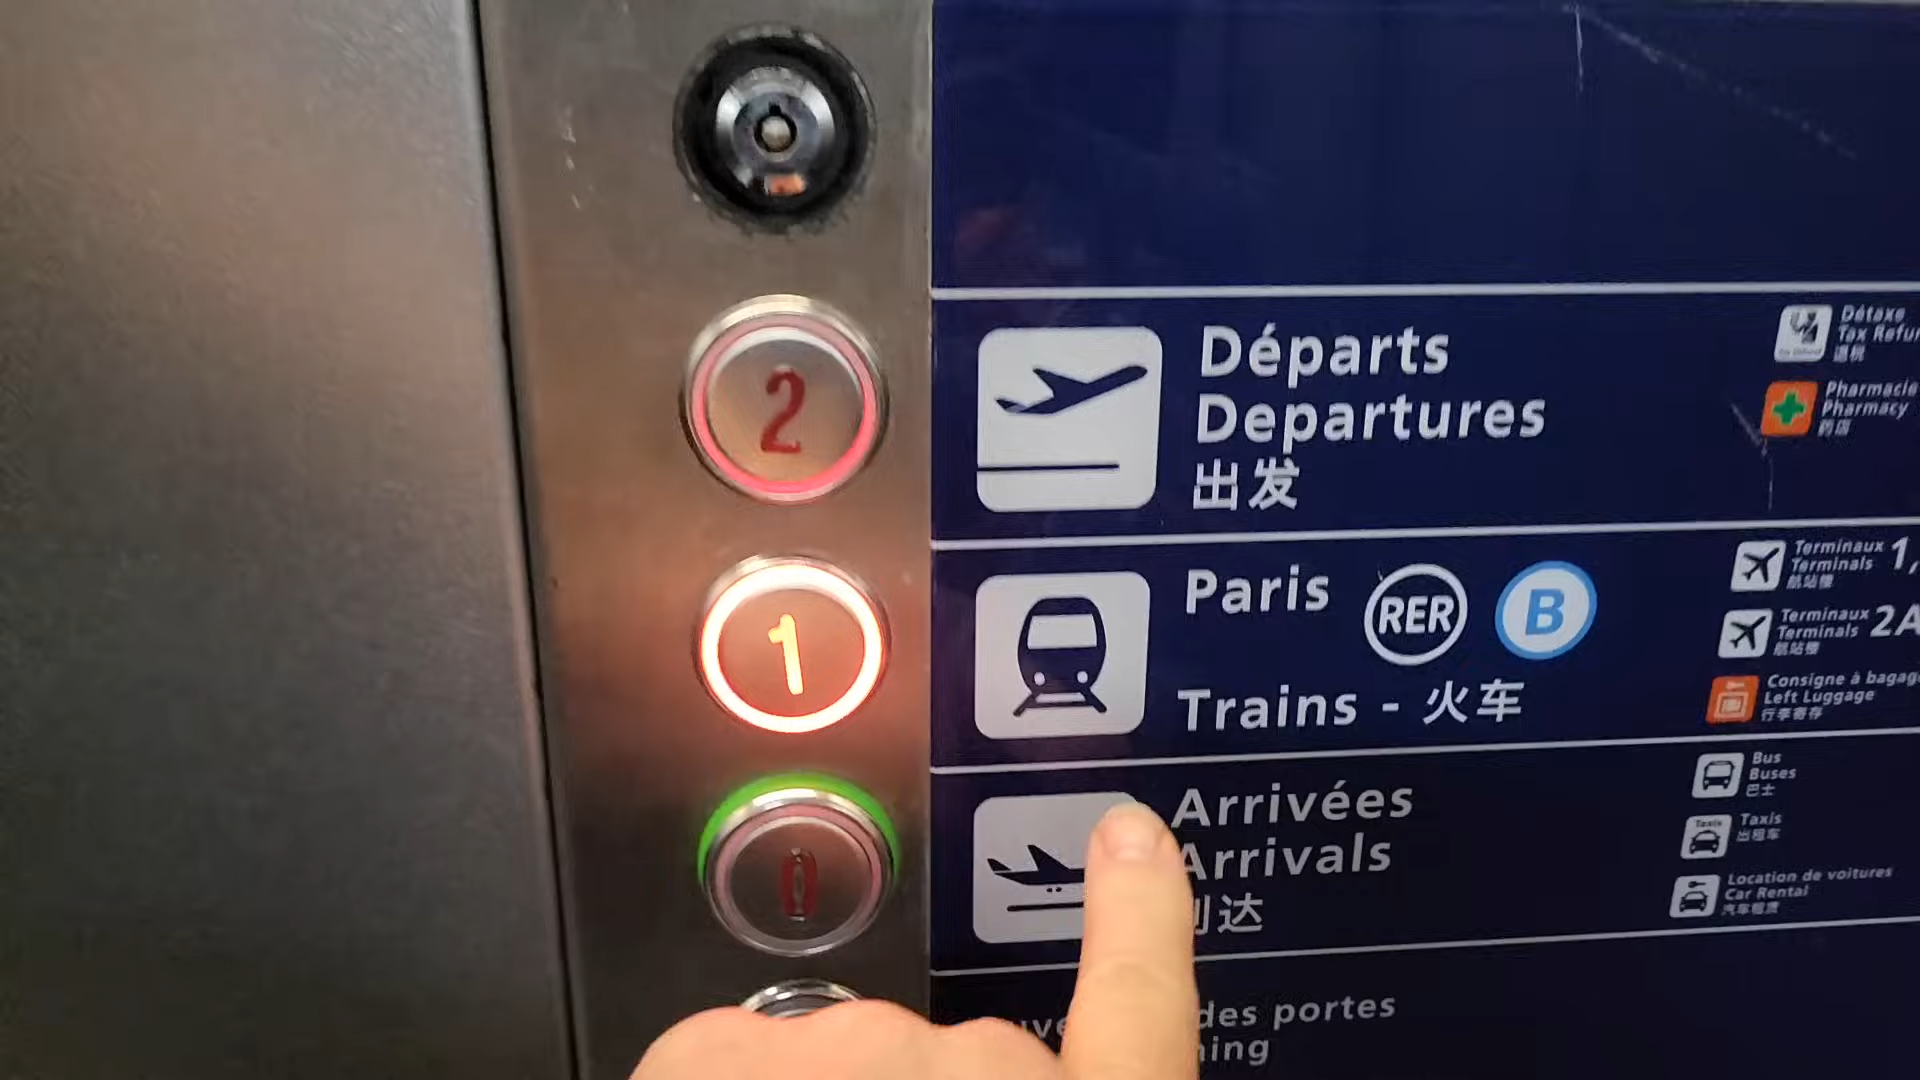 2
Départs
Departures
出发
Détaxe
Tax Refun
退税
Pharmacie
Pharmacy
药店
1
Paris RER B
Trains - 火车
Terminaux 1,
Terminals
航站楼
Terminaux 2A
Terminals
航站楼
Consigne à bagag
Left Luggage
行李寄存
0
Arrivées
Arrivals
达
Bus
Buses
巴士
Taxis
Taxis
出租车
Location de voitures
Car Rental
汽车租赁
des portes